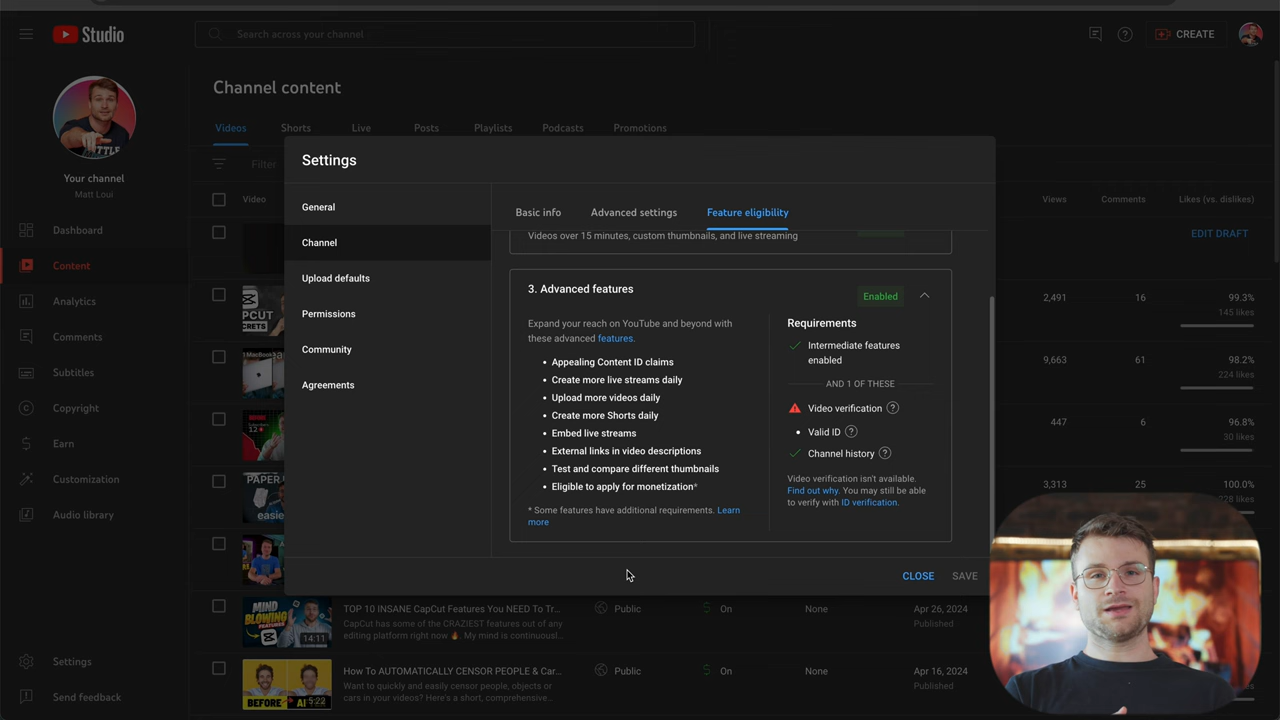 Studio
Search across your channel
CREATE
Channel content
Your channel
Matt Loui
Videos
Shorts
Live
Posts
Playlists
Podcasts
Promotions
Filter
Video
Views
Comments
Likes (vs. dislikes)
Dashboard
Content
Analytics
Comments
Subtitles
Copyright
Earn
Customization
Audio library
Settings
Send feedback
Settings
General
Channel
Upload defaults
Permissions
Community
Agreements
Basic info
Advanced settings
Feature eligibility
Videos over 15 minutes, custom thumbnails, and live streaming
3. Advanced features
Enabled
Expand your reach on YouTube and beyond with
these advanced features.
• Appealing Content ID claims
• Create more live streams daily
• Upload more videos daily
• Create more Shorts daily
• Embed live streams
• External links in video descriptions
• Test and compare different thumbnails
• Eligible to apply for monetization*
* Some features have additional requirements. Learn
more
Requirements
Intermediate features
enabled
AND 1 OF THESE
Video verification
• Valid ID
Channel history
Video verification isn't available.
Find out why. You may still be able
to verify with ID verification.
CLOSE
SAVE
EDIT DRAFT
2,491
16
99.3%
145 likes
9,663
61
98.2%
224 likes
447
6
96.8%
30 likes
3,313
25
100.0%
MIND
BLOWING
FEATURES
14:11
TOP 10 INSANE CapCut Features You NEED To Tr...
CapCut has some of the CRAZIEST features out of any
editing platform right now 🔥 My mind is continuousl...
Public
On
None
Apr 26, 2024
Published
BEFORE
AI
5:22
How To AUTOMATICALLY CENSOR PEOPLE & Car...
Want to quickly and easily censor people, objects or
cars in your videos? Here's a short, comprehensive...
Public
On
None
Apr 16, 2024
Published